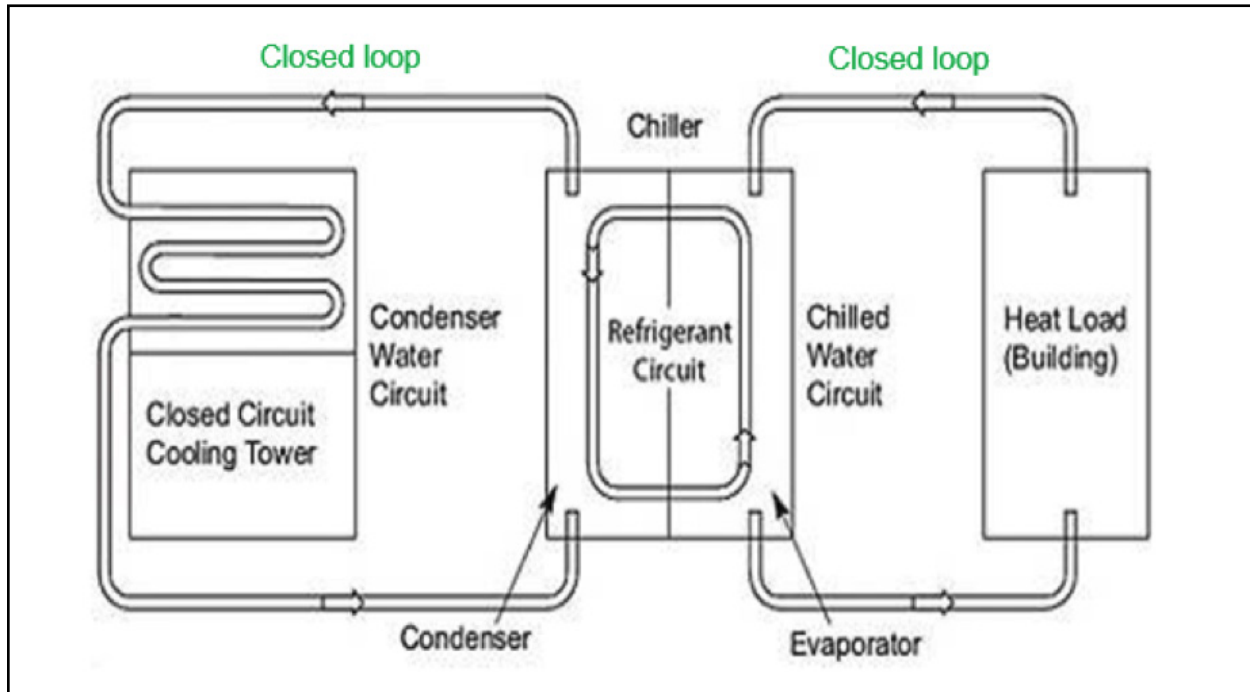 Closed loop
Closed loop
Chiller
Condenser
Water
Circuit
Refrigerant
Circuit
Chilled
Water
Circuit
Heat Load
(Building)
Closed Circuit
Cooling Tower
Condenser
Evaporator